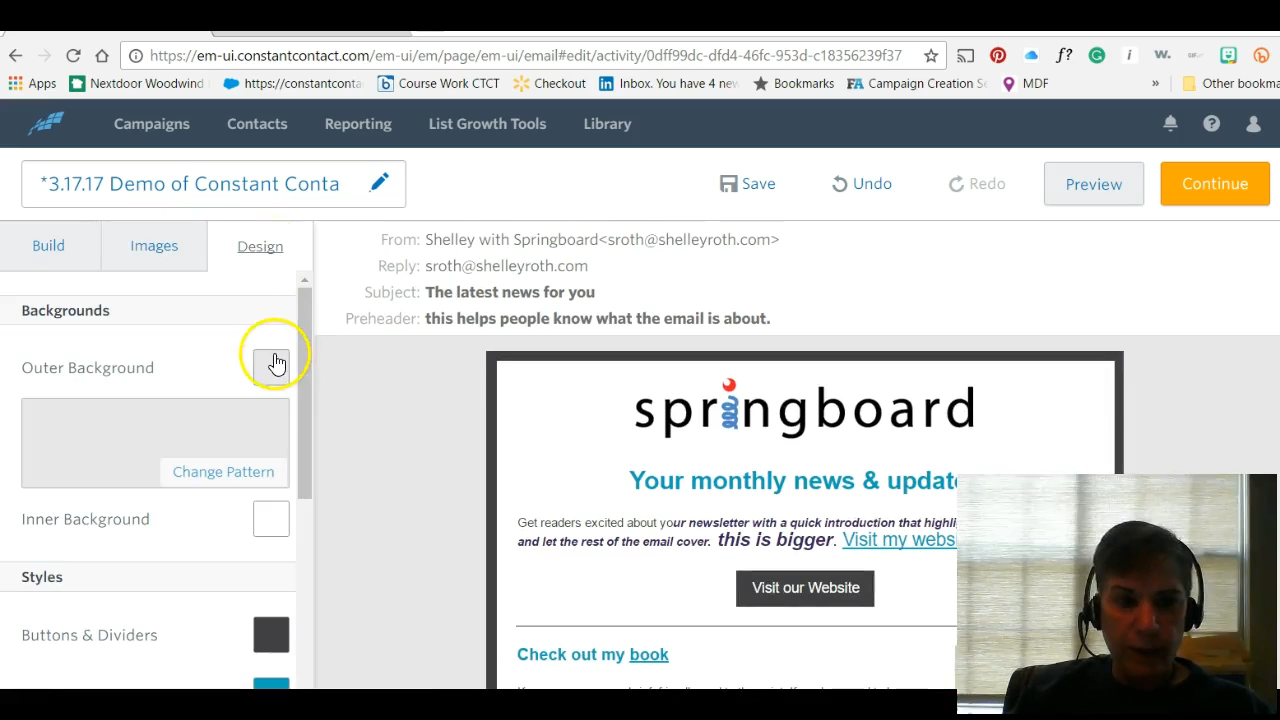 https://em-ui.constantcontact.com/em-ui/em/page/em-ui/email#edit/activity/0dff99dc-dfd4-46fc-953d-c18356239f37
Apps Nextdoor Woodwind https://constantconta Course Work CTCT Checkout Inbox. You have 4 new Bookmarks Campaign Creation Se MDF » Other bookma
Campaigns Contacts Reporting List Growth Tools Library
*3.17.17 Demo of Constant Conta Save Undo Redo Preview Continue
Build Images Design
From: Shelley with Springboard<sroth@shelleyroth.com>
Reply: sroth@shelleyroth.com
Subject: The latest news for you
Preheader: this helps people know what the email is about.
Backgrounds
Outer Background
Change Pattern
Inner Background
Styles
Buttons & Dividers
springboard
Your monthly news & update
Get readers excited about your newsletter with a quick introduction that highli
and let the rest of the email cover. this is bigger. Visit my webs
Visit our Website
Check out my book